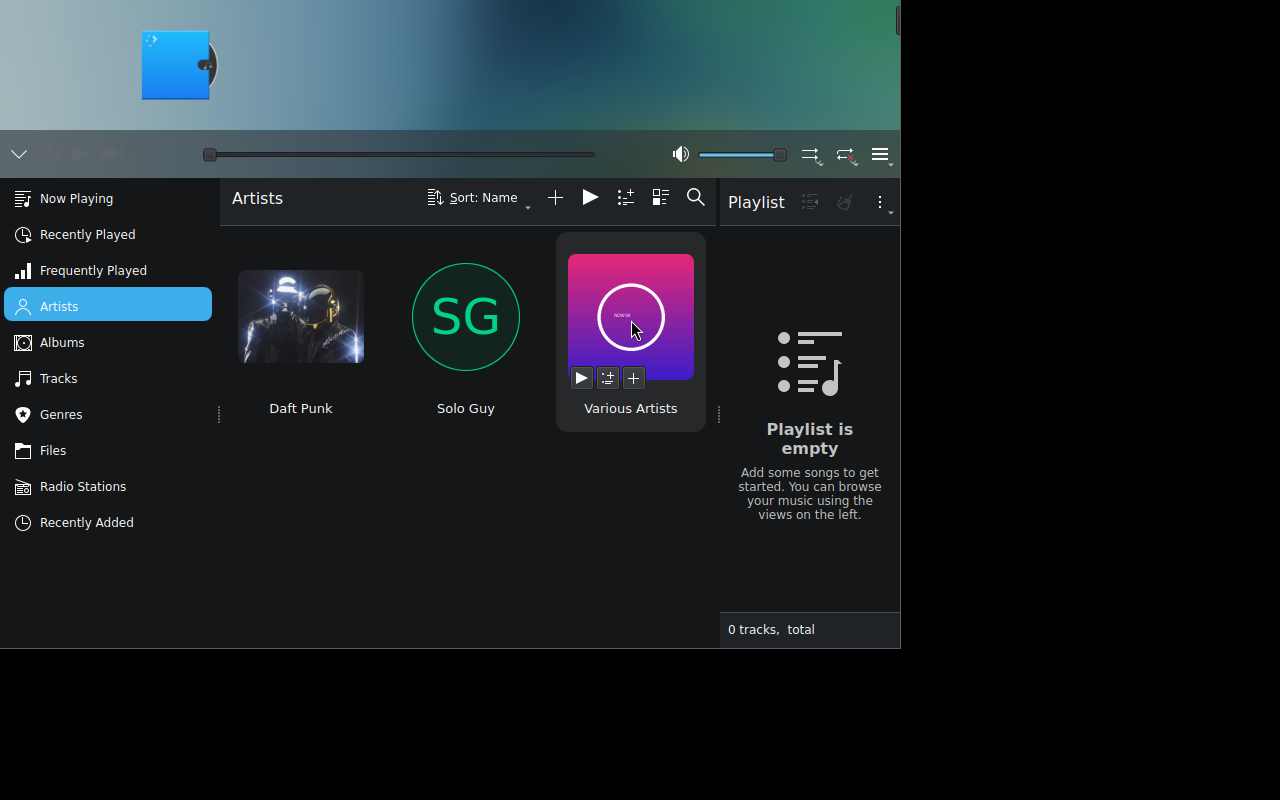 Now Playing
Recently Played
Frequently Played
Artists
Albums
Tracks
Genres
Files
Radio Stations
Recently Added
Artists
Sort: Name
Daft Punk
SG
Solo Guy
Various Artists
Playlist
Playlist is
empty
Add some songs to get
started. You can browse
your music using the
views on the left.
0 tracks,  total